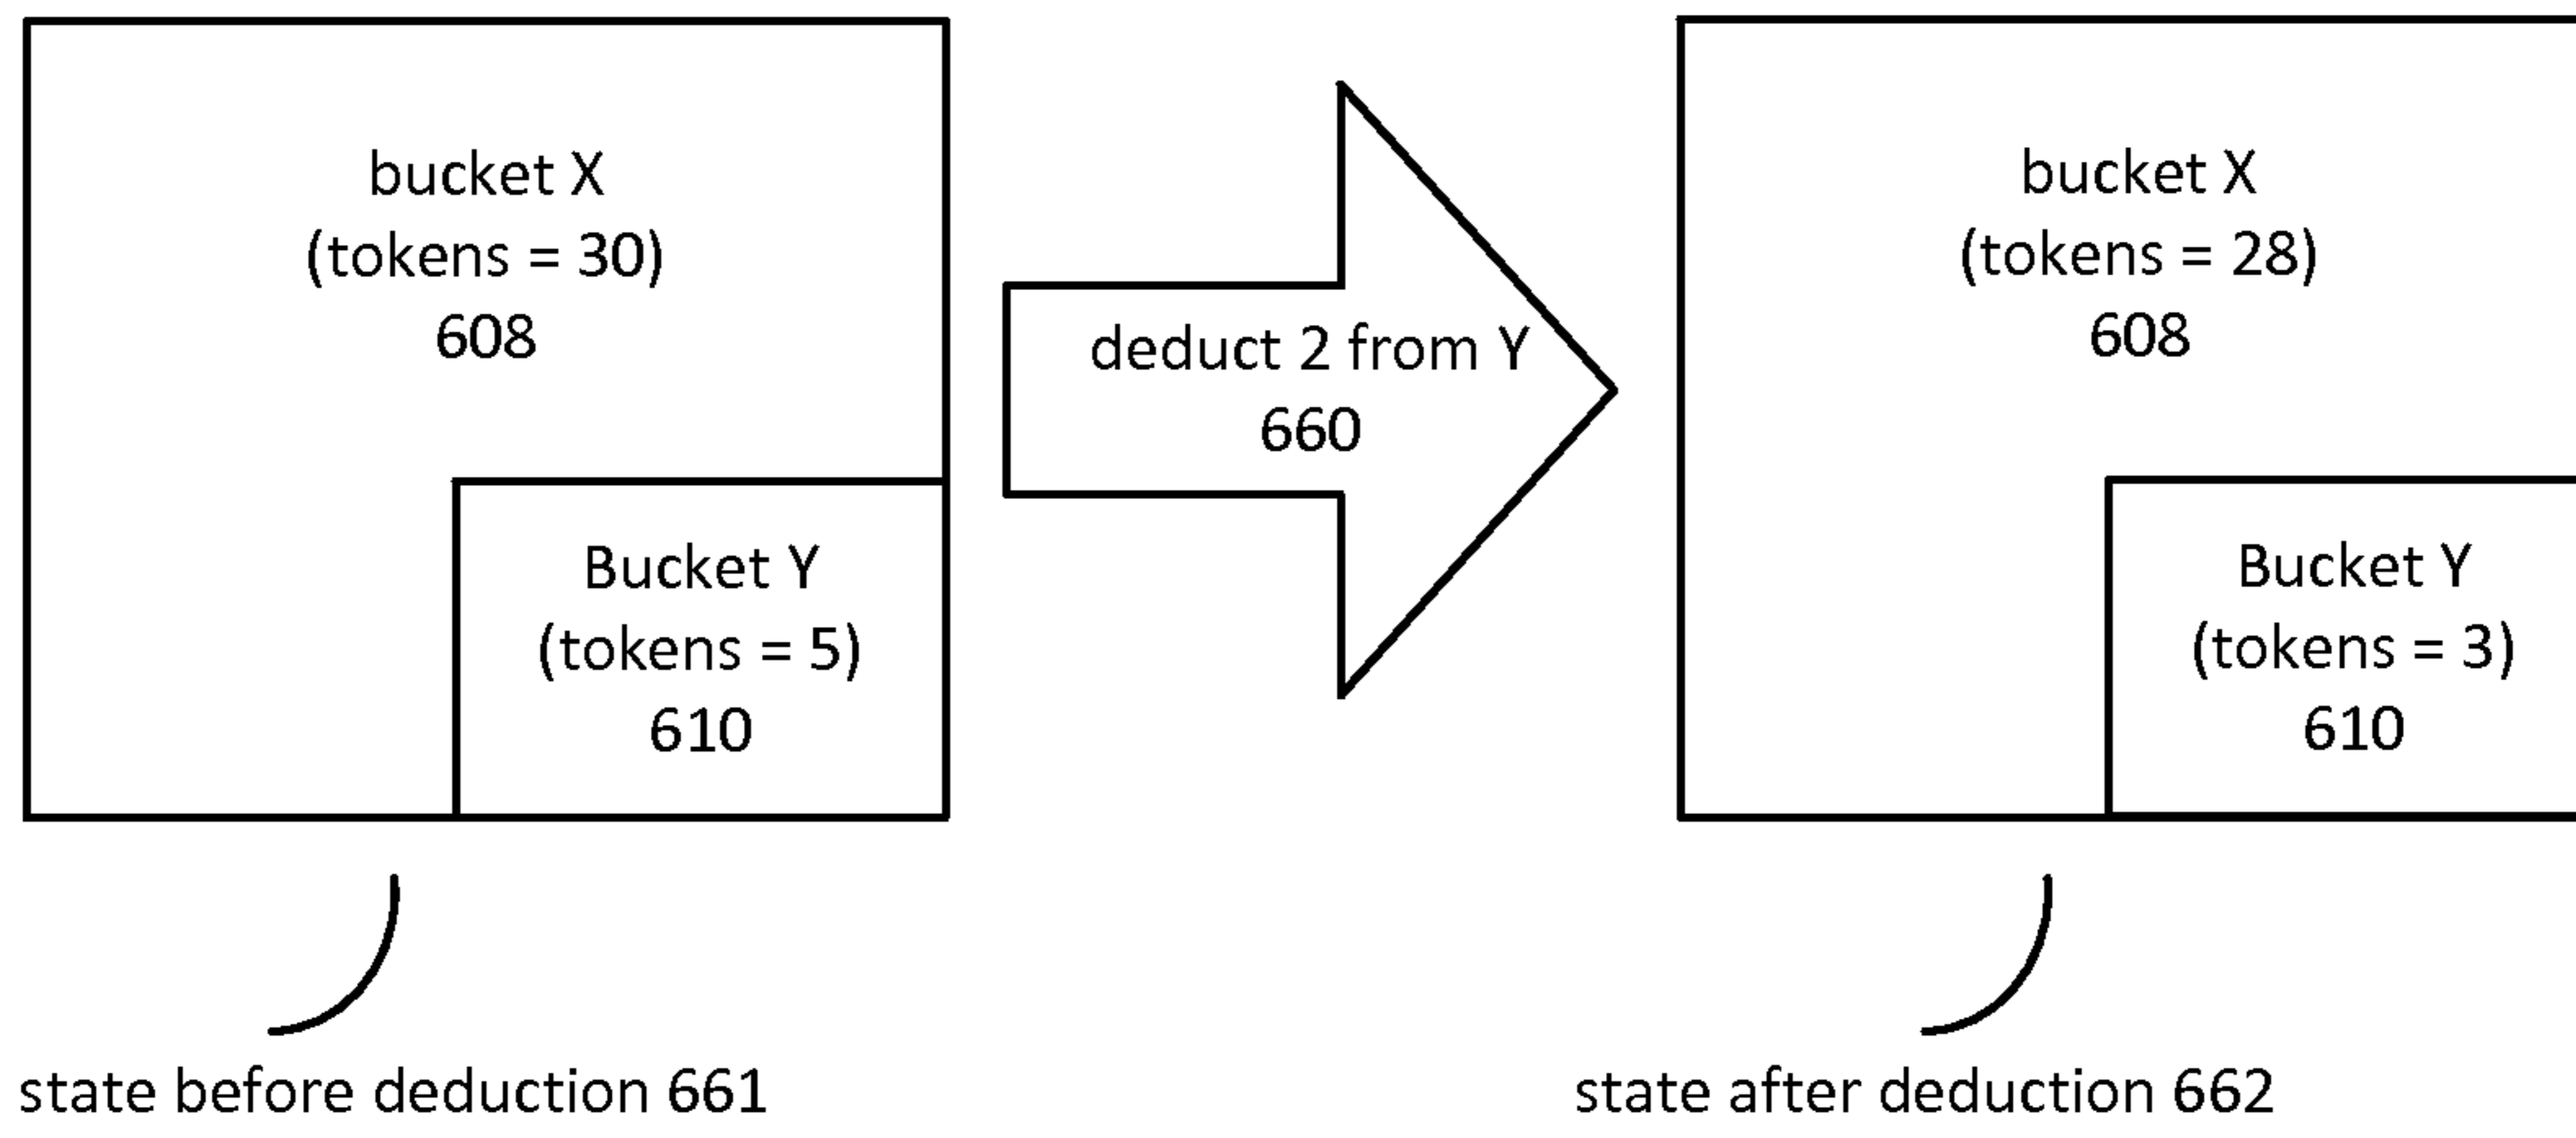 bucket X
(tokens = 30)
608
Bucket Y
(tokens = 5)
610
deduct 2 from Y
660
bucket X
(tokens = 28)
608
Bucket Y
(tokens = 3)
610
state before deduction 661
state after deduction 662